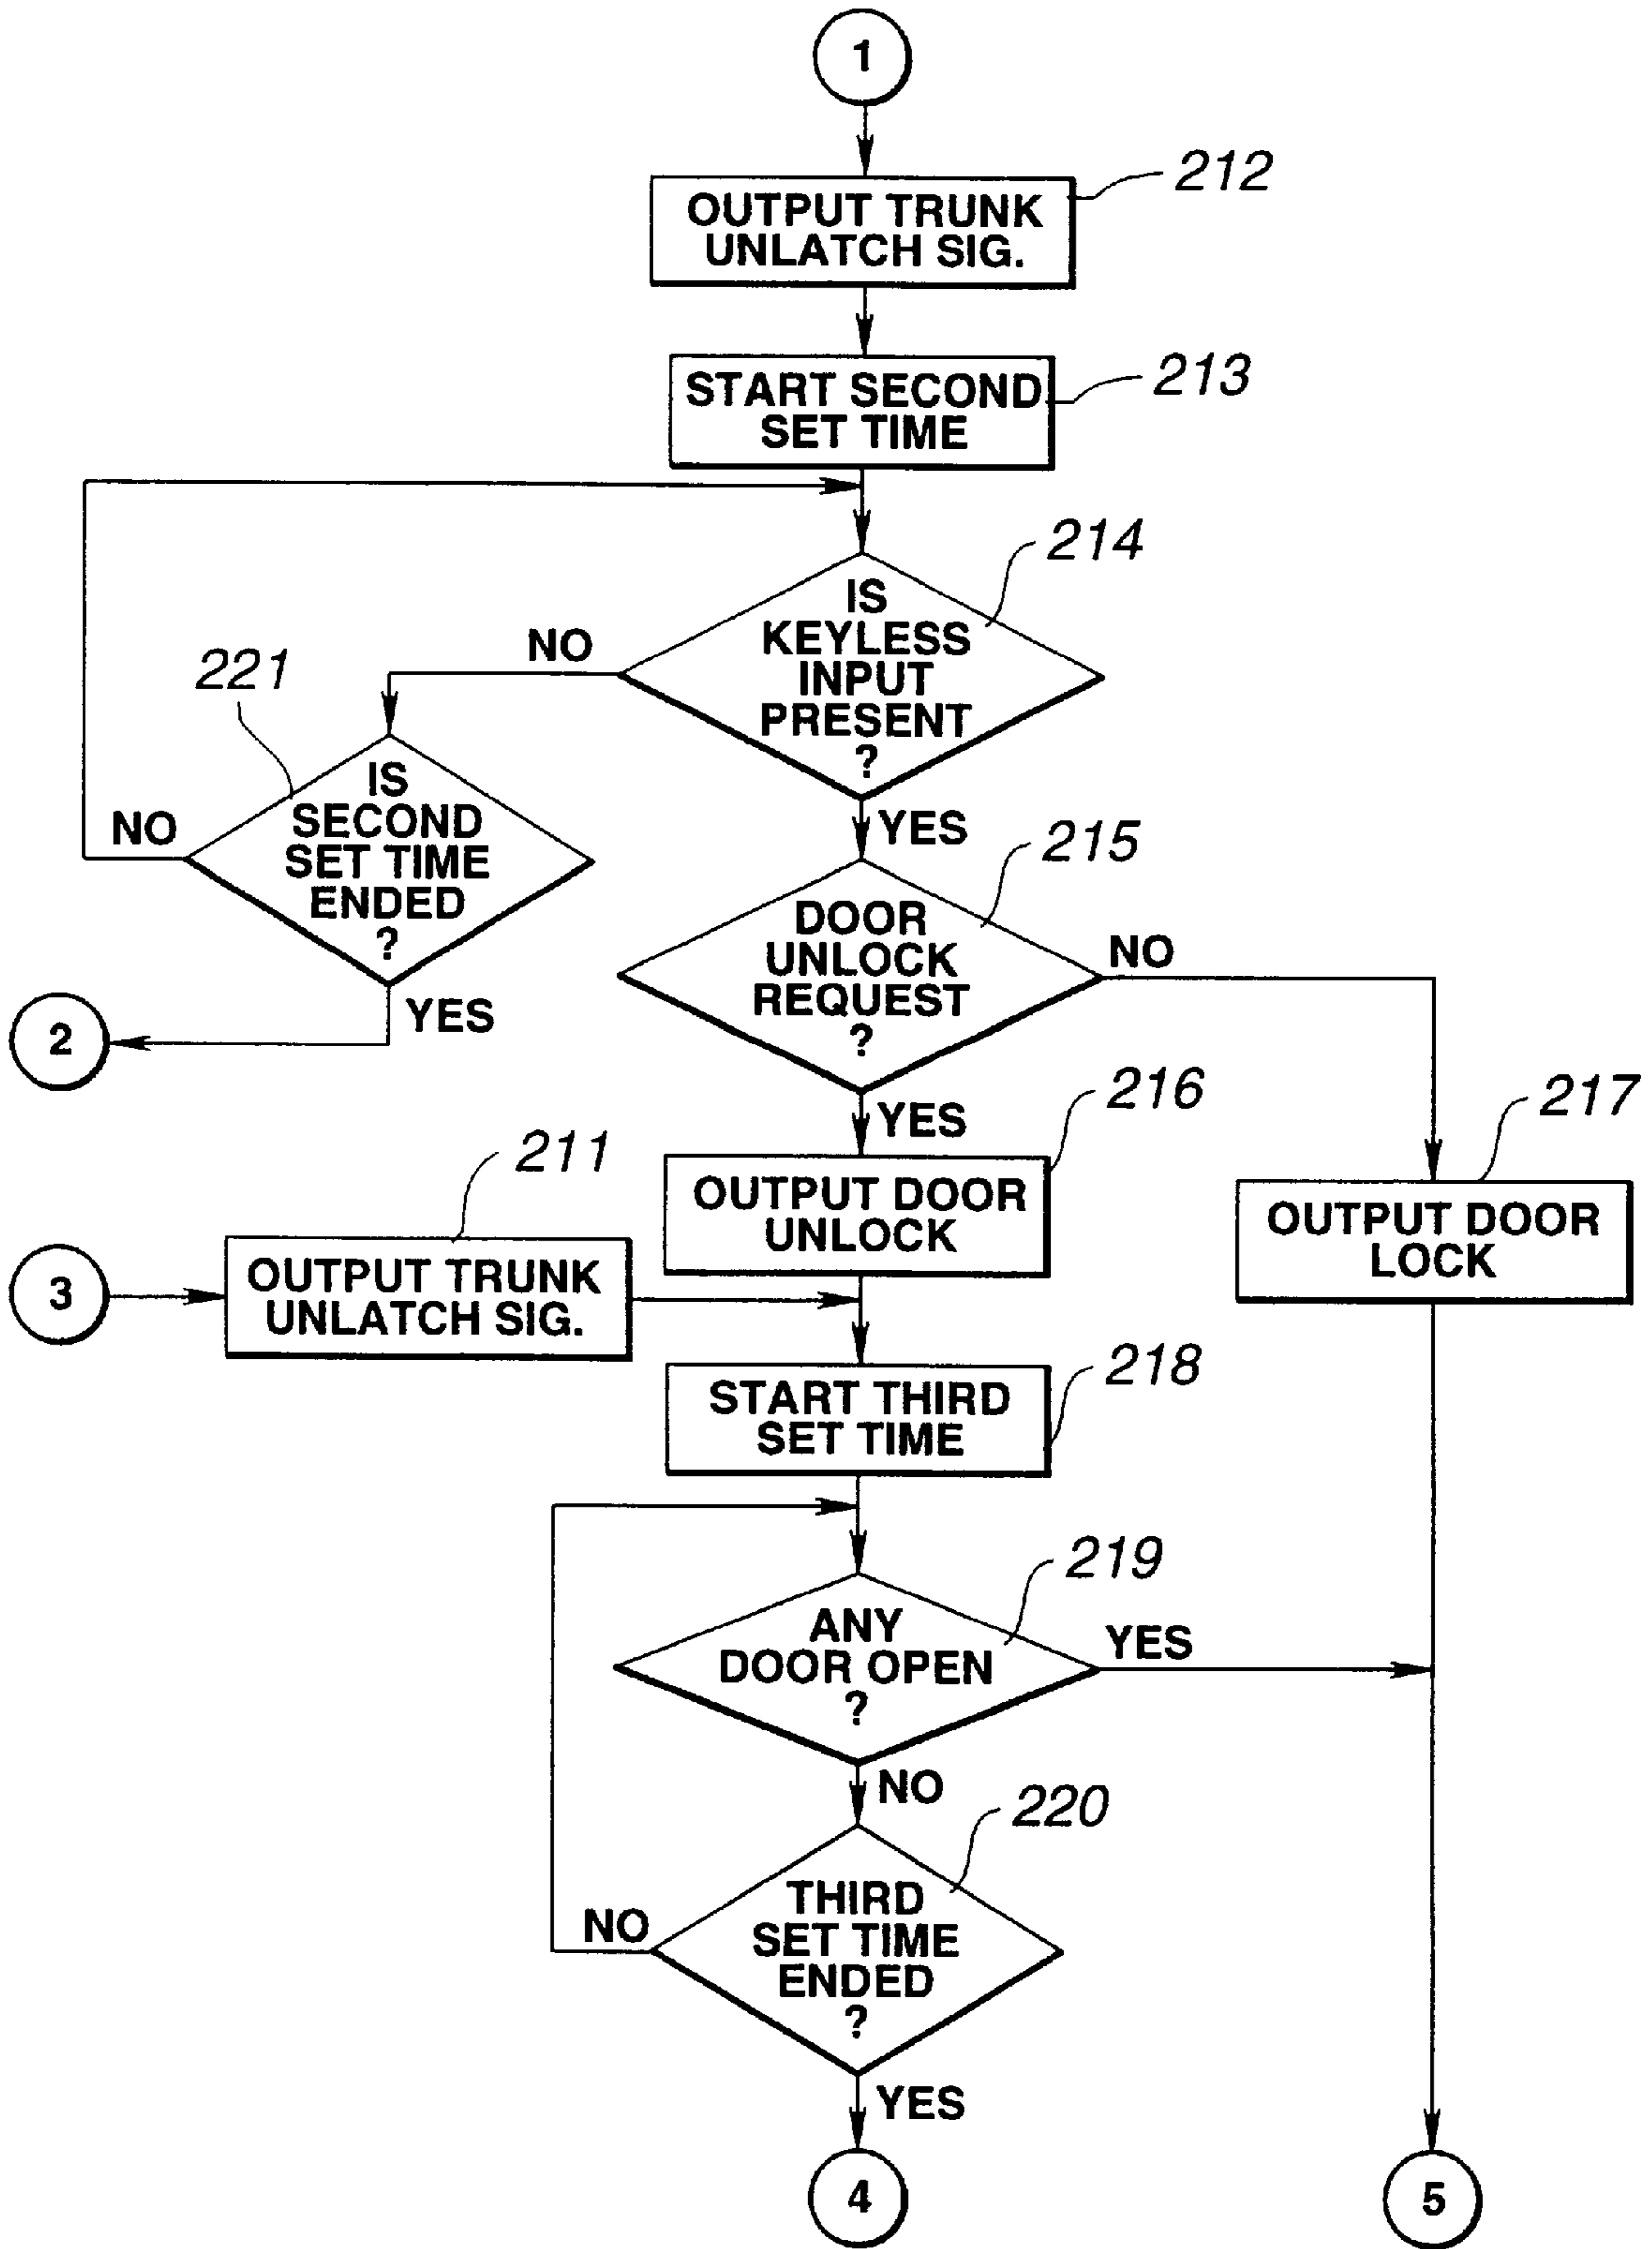 1
212
OUTPUT TRUNK
UNLATCH SIG.
213
START SECOND
SET TIME
214
IS
KEYLESS
INPUT
PRESENT
?
NO
221
IS
SECOND
SET TIME
ENDED
?
NO
YES
2
YES
215
DOOR
UNLOCK
REQUEST
?
NO
YES
216
OUTPUT DOOR
UNLOCK
217
OUTPUT DOOR
LOCK
211
3
OUTPUT TRUNK
UNLATCH SIG.
218
START THIRD
SET TIME
219
ANY
DOOR OPEN
?
YES
NO
220
THIRD
SET TIME
ENDED
?
NO
YES
4
5